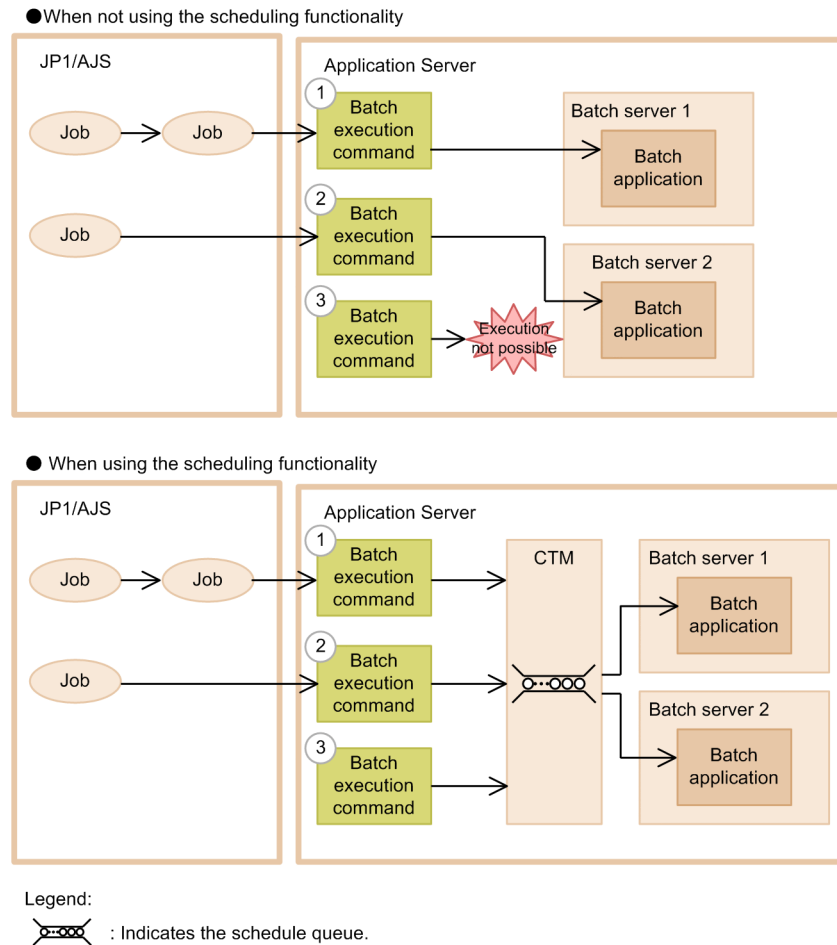 ●When not using the scheduling functionality
JP1/AJS
Application Server
Job
Job
1
Batch
execution
command
Batch server 1
Batch
application
Job
2
Batch
execution
command
Batch server 2
Batch
application
3
Batch
execution
command
Execution
not possible
● When using the scheduling functionality
JP1/AJS
Application Server
Job
Job
1
Batch
execution
command
CTM
Batch server 1
Batch
application
Job
2
Batch
execution
command
Batch server 2
Batch
application
3
Batch
execution
command
Legend:
: Indicates the schedule queue.